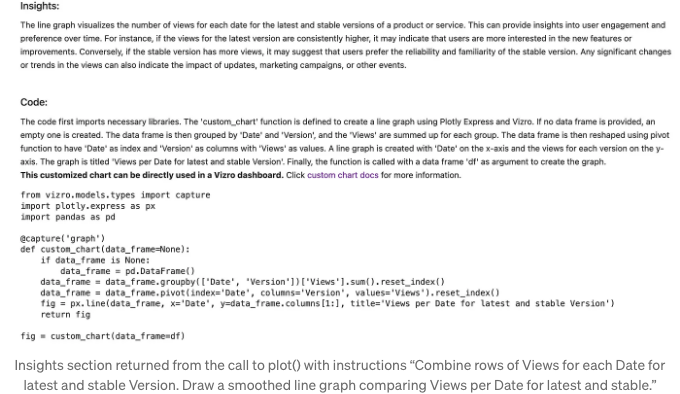 Insights:
The line graph visualizes the number of views for each date for the latest and stable versions of a product or service. This can provide insights into user engagement and
preference over time. For instance, if the views for the latest version are consistently higher, it may indicate that users are more interested in the new features or
improvements. Conversely, if the stable version has more views, it may suggest that users prefer the reliability and familiarity of the stable version. Any significant changes
or trends in the views can also indicate the impact of updates, marketing campaigns, or other events.
Code:
The code first imports necessary libraries. The 'custom_chart' function is defined to create a line graph using Plotly Express and Vizro. If no data frame is provided, an
empty one is created. The data frame is then grouped by 'Date' and 'Version', and the 'Views' are summed up for each group. The data frame is then reshaped using pivot
function to have 'Date' as index and 'Version' as columns with 'Views' as values. A line graph is created with 'Date' on the x-axis and the views for each version on the y-
axis. The graph is titled 'Views per Date for latest and stable Version'. Finally, the function is called with a data frame 'df' as argument to create the graph.
This customized chart can be directly used in a Vizro dashboard. Click custom chart docs for more information.
from vizro.models.types import capture
import plotly.express as px
import pandas as pd
@capture('graph')
def custom_chart(data_frame=None):
    if data_frame is None:
        data_frame = pd.DataFrame()
    data_frame = data_frame.groupby(['Date', 'Version'])['Views'].sum().reset_index()
    data_frame = data_frame.pivot(index='Date', columns='Version', values='Views').reset_index()
    fig = px.line(data_frame, x='Date', y=data_frame.columns[1:], title='Views per Date for latest and stable Version')
    return fig
fig = custom_chart(data_frame=df)
Insights section returned from the call to plot() with instructions “Combine rows of Views for each Date for
latest and stable Version. Draw a smoothed line graph comparing Views per Date for latest and stable.”